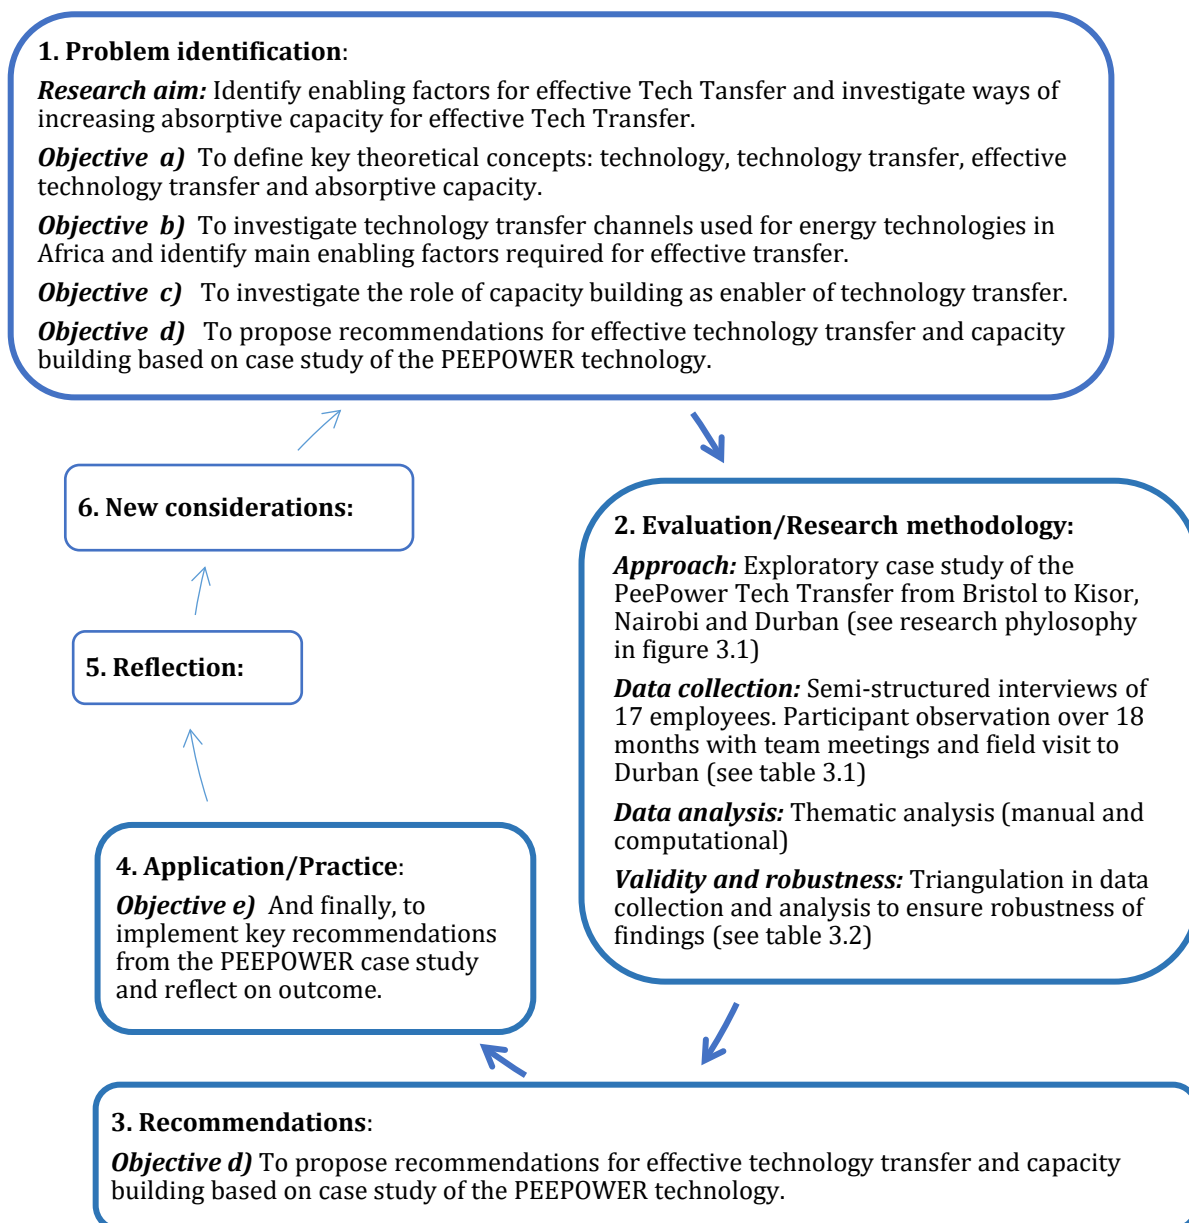 1. Problem identification:
Research aim: Identify enabling factors for effective Tech Tansfer and investigate ways of
increasing absorptive capacity for effective Tech Transfer.
Objective a) To define key theoretical concepts: technology, technology transfer, effective
technology transfer and absorptive capacity.
Objective b) To investigate technology transfer channels used for energy technologies in
Africa and identify main enabling factors required for effective transfer.
Objective c) To investigate the role of capacity building as enabler of technology transfer.
Objective d) To propose recommendations for effective technology transfer and capacity
building based on case study of the PEEPOWER technology.
2. Evaluation/Research methodology:
Approach: Exploratory case study of the
PeePower Tech Transfer from Bristol to Kisor,
Nairobi and Durban (see research phylosophy
in figure 3.1)
Data collection: Semi-structured interviews of
17 employees. Participant observation over 18
months with team meetings and field visit to
Durban (see table 3.1)
Data analysis: Thematic analysis (manual and
computational)
Validity and robustness: Triangulation in data
collection and analysis to ensure robustness of
findings (see table 3.2)
3. Recommendations:
Objective d) To propose recommendations for effective technology transfer and capacity
building based on case study of the PEEPOWER technology.
4. Application/Practice:
Objective e) And finally, to
implement key recommendations
from the PEEPOWER case study
and reflect on outcome.
5. Reflection:
6. New considerations: